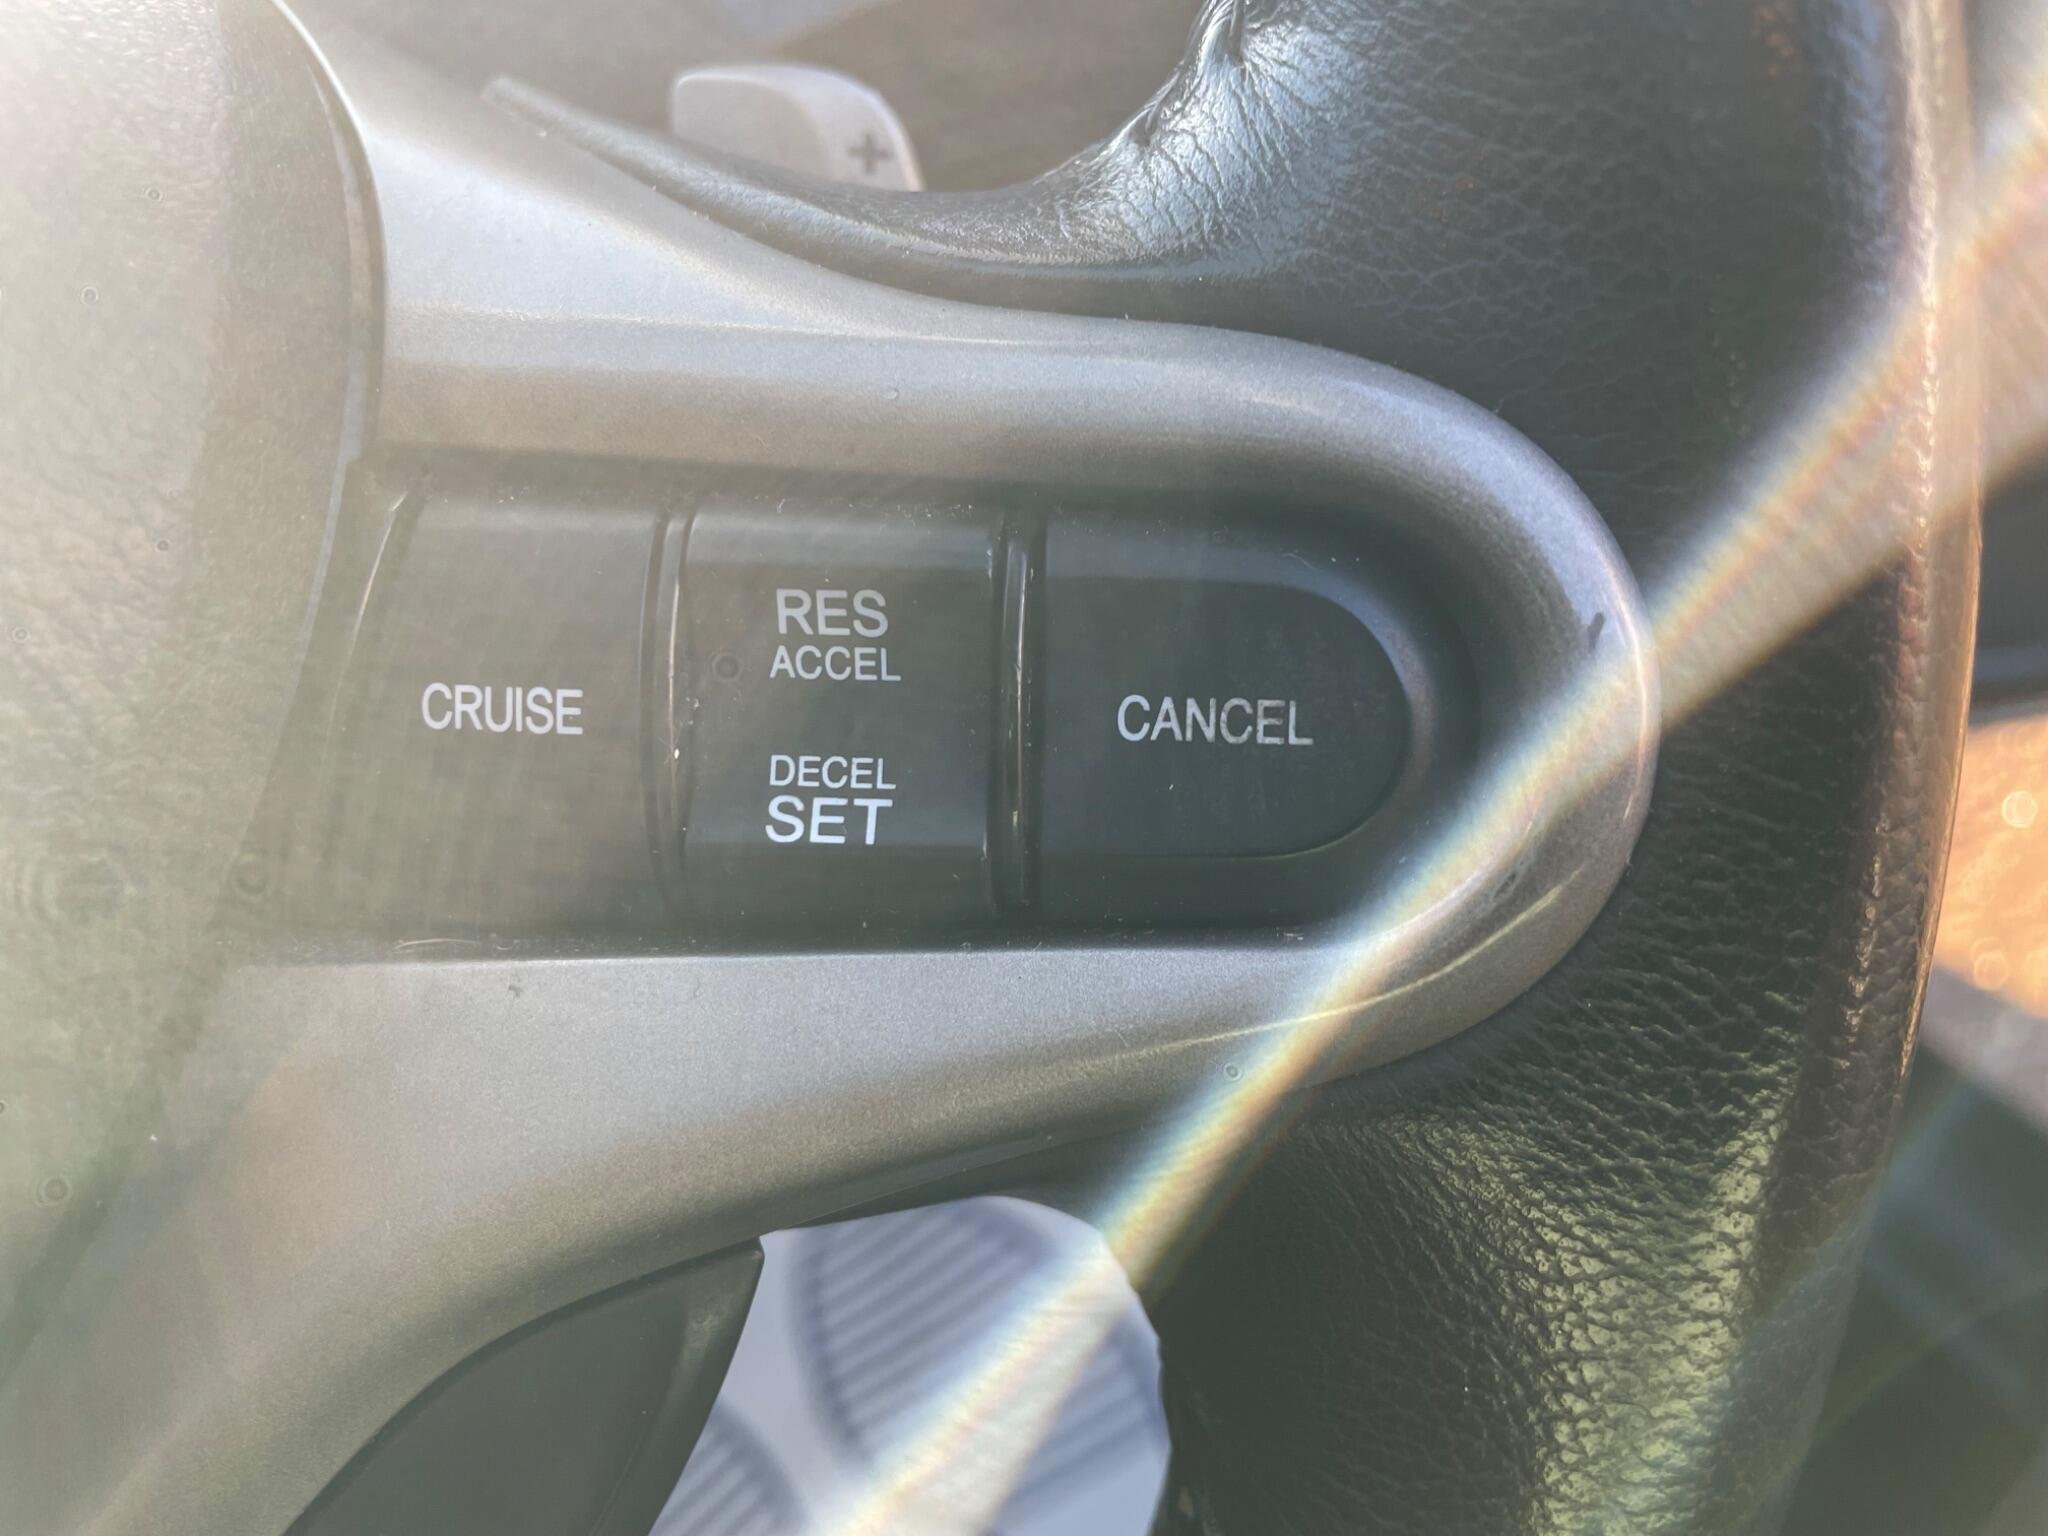 +
CRUISE
RES
ACCEL
DECEL
SET
CANCEL